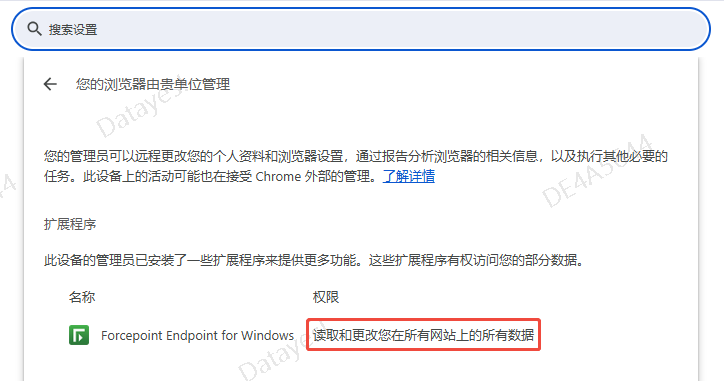 搜索设置
您的浏览器由贵单位管理
您的管理员可以远程更改您的个人资料和浏览器设置，通过报告分析浏览器的相关信息，以及执行其他必要的
任务。此设备上的活动可能也在接受 Chrome 外部的管理。了解详情
扩展程序
此设备的管理员已安装了一些扩展程序来提供更多功能。这些扩展程序有权访问您的部分数据。
名称 权限
Forcepoint Endpoint for Windows 读取和更改您在所有网站上的所有数据